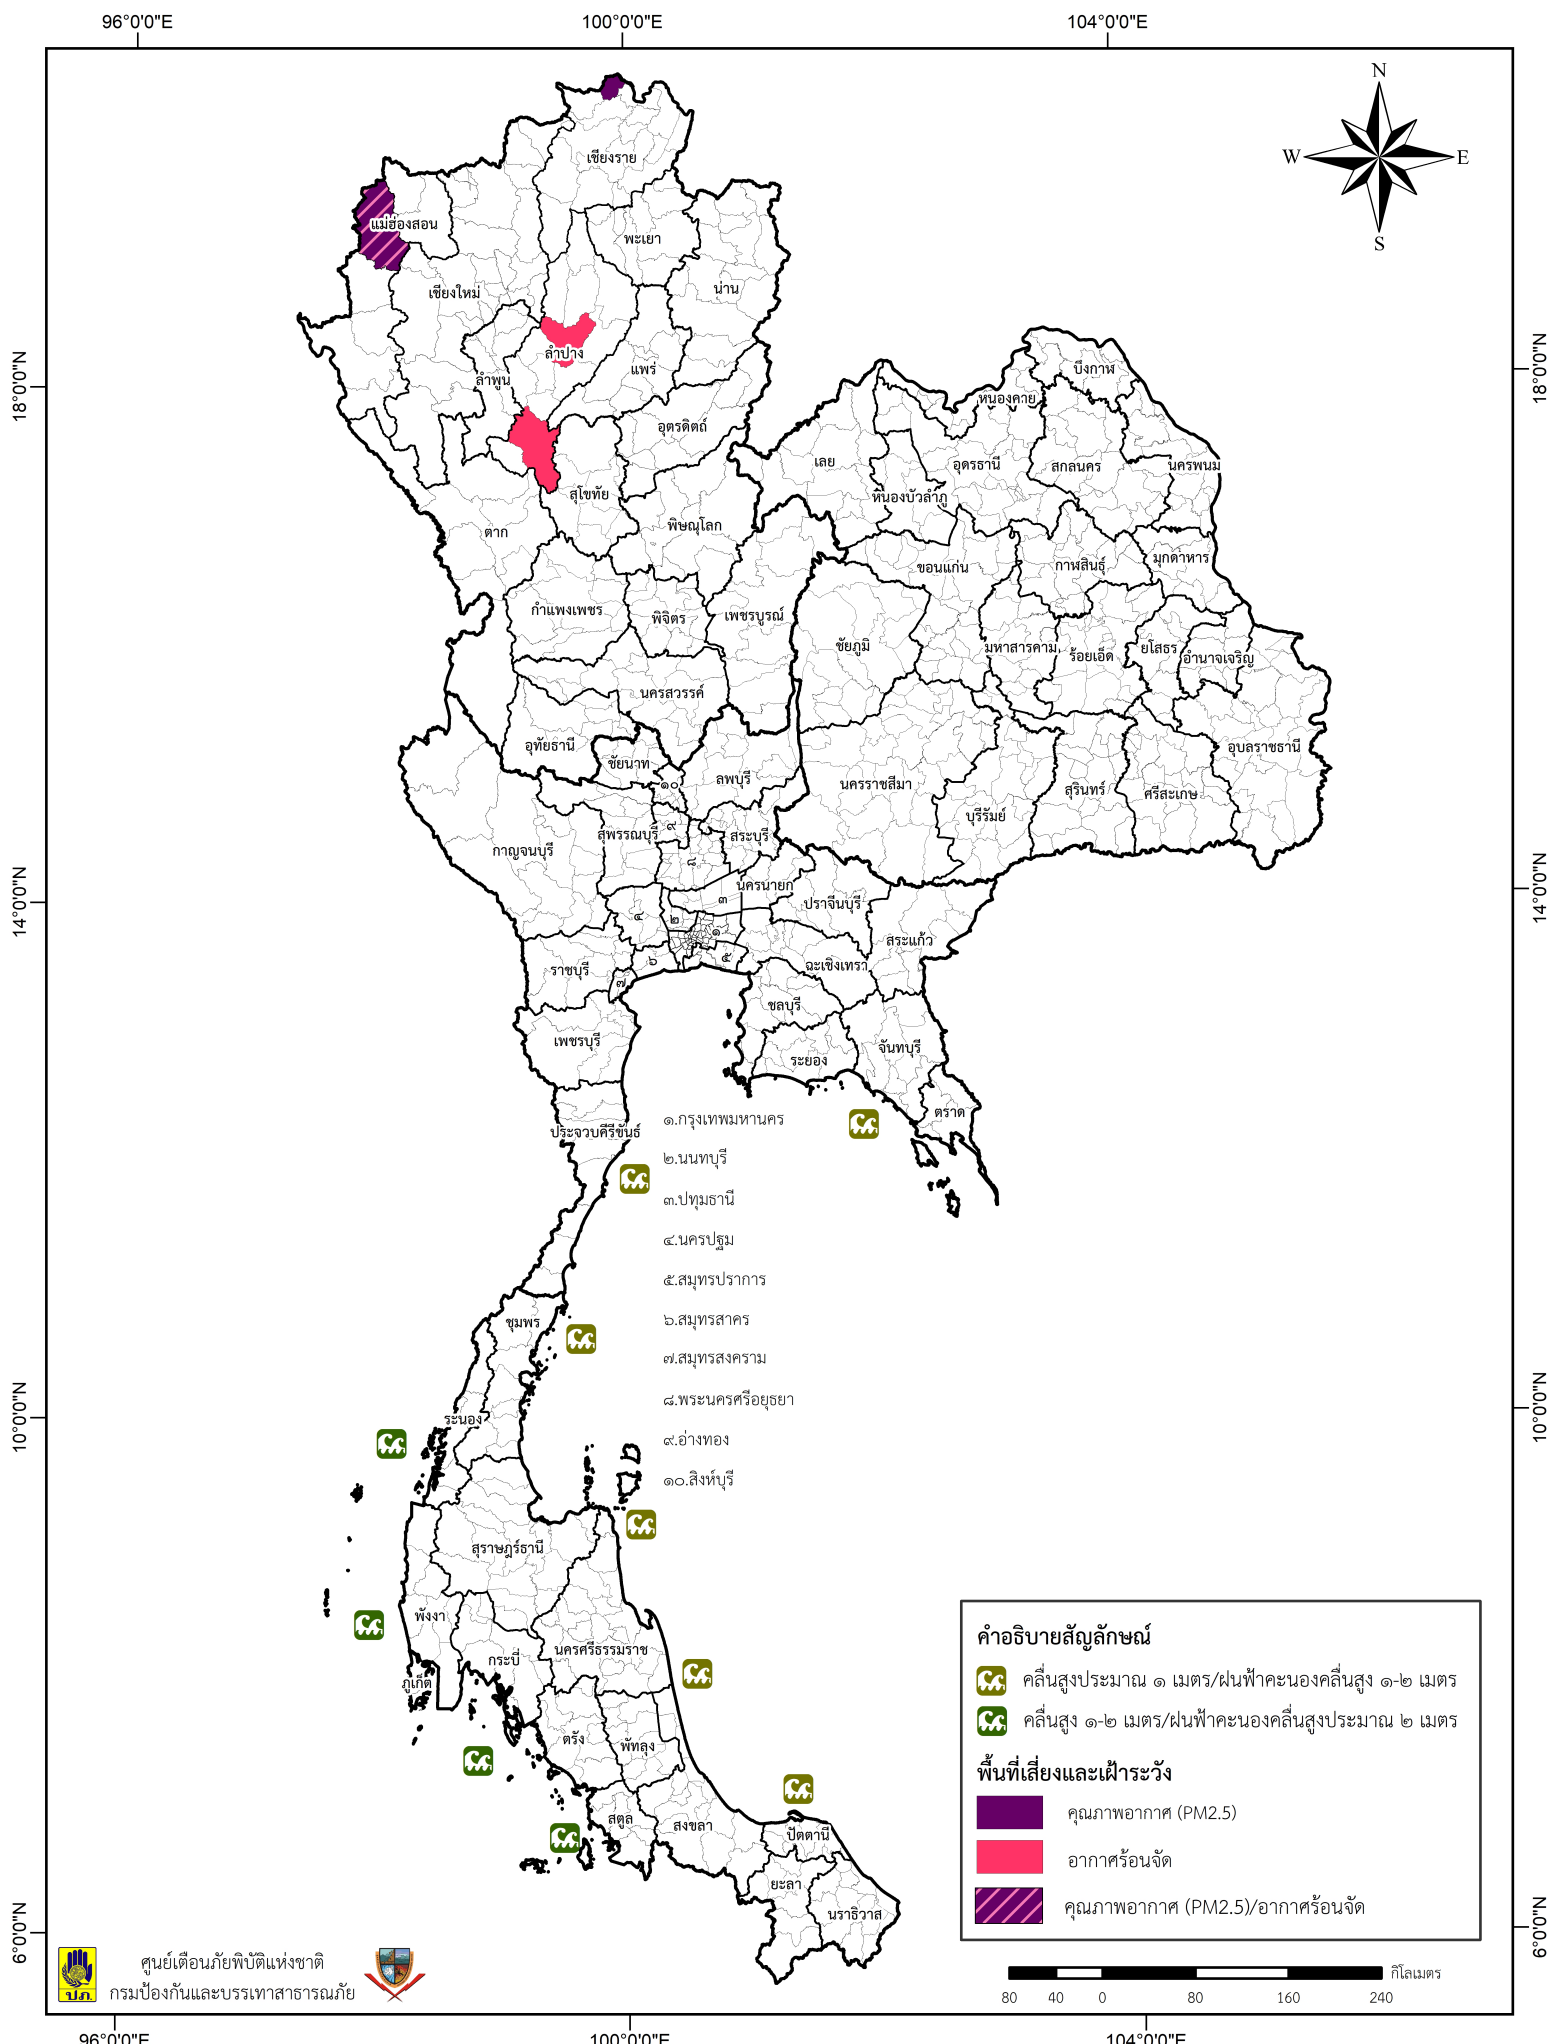 96°0'0"E
100°0'0"E
104°0'0"E
N
W
E
S
18°0'0"N
18°0'0"N
14°0'0"N
14°0'0"N
10°0'0"N
10°0'0"N
6°0'0"N
6°0'0"N
เชียงราย
แม่ฮ่องสอน
พะเยา
เชียงใหม่
น่าน
ลำปาง
ลำพูน
แพร่
บึงกาฬ
หนองคาย
อุตรดิตถ์
เลย
อุดรธานี
สกลนคร
นครพนม
สุโขทัย
หนองบัวลำภู
ตาก
พิษณุโลก
ขอนแก่น
กาฬสินธุ์
มุกดาหาร
กำแพงเพชร
พิจิตร
เพชรบูรณ์
ชัยภูมิ
มหาสารคาม
ร้อยเอ็ด
ยโสธร
อำนาจเจริญ
นครสวรรค์
อุทัยธานี
ชัยนาท
๑๐
ลพบุรี
นครราชสีมา
บุรีรัมย์
สุรินทร์
ศรีสะเกษ
อุบลราชธานี
กาญจนบุรี
สุพรรณบุรี
๙
สระบุรี
๘
นครนายก
๓
ปราจีนบุรี
๔
๒
๑
สระแก้ว
ราชบุรี
๖
๕
ฉะเชิงเทรา
๗
ชลบุรี
เพชรบุรี
ระยอง
จันทบุรี
ตราด
ประจวบคีรีขันธ์
๑.กรุงเทพมหานคร
๒.นนทบุรี
๓.ปทุมธานี
๔.นครปฐม
๕.สมุทรปราการ
๖.สมุทรสาคร
๗.สมุทรสงคราม
๘.พระนครศรีอยุธยา
๙.อ่างทอง
๑๐.สิงห์บุรี
ชุมพร
ระนอง
สุราษฎร์ธานี
พังงา
นครศรีธรรมราช
กระบี่
ภูเก็ต
ตรัง
พัทลุง
สตูล
สงขลา
ปัตตานี
ยะลา
นราธิวาส
คำอธิบายสัญลักษณ์
คลื่นสูงประมาณ ๑ เมตร/ฝนฟ้าคะนองคลื่นสูง ๑-๒ เมตร
คลื่นสูง ๑-๒ เมตร/ฝนฟ้าคะนองคลื่นสูงประมาณ ๒ เมตร
พื้นที่เสี่ยงและเฝ้าระวัง
คุณภาพอากาศ (PM2.5)
อากาศร้อนจัด
คุณภาพอากาศ (PM2.5)/อากาศร้อนจัด
กิโลเมตร
80 40 0 80 160 240
ปภ.
ศูนย์เตือนภัยพิบัติแห่งชาติ
กรมป้องกันและบรรเทาสาธารณภัย
96°0'0"E
100°0'0"E
104°0'0"E